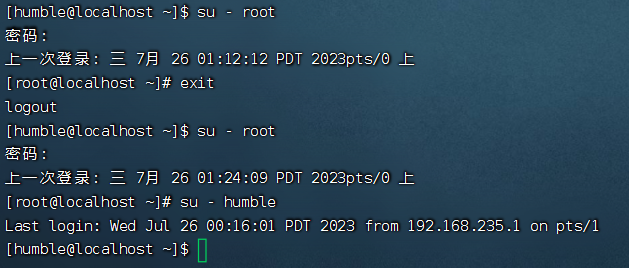 [humble@localhost ~]$ su - root
密码：
上一次登录：三 7月 26 01:12:12 PDT 2023pts/0 上
[root@localhost ~]# exit
logout
[humble@localhost ~]$ su - root
密码：
上一次登录：三 7月 26 01:24:09 PDT 2023pts/0 上
[root@localhost ~]# su - humble
Last login: Wed Jul 26 00:16:01 PDT 2023 from 192.168.235.1 on pts/1
[humble@localhost ~]$